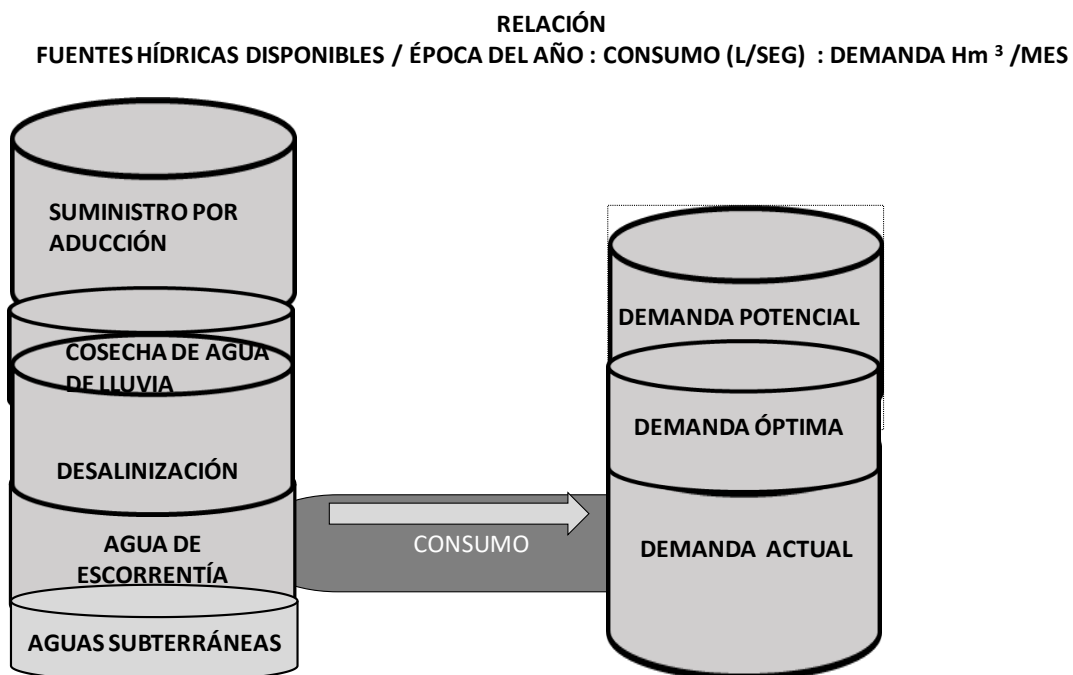 RELACIÓN
FUENTES HÍDRICAS DISPONIBLES / ÉPOCA DEL AÑO : CONSUMO (L/SEG) : DEMANDA Hm ³ /MES
SUMINISTRO POR
ADUCCIÓN
COSECHA DE AGUA
DE LLUVIA
DESALINIZACIÓN
AGUA DE
ESCORRENTÍA
AGUAS SUBTERRÁNEAS
CONSUMO
DEMANDA POTENCIAL
DEMANDA ÓPTIMA
DEMANDA ACTUAL